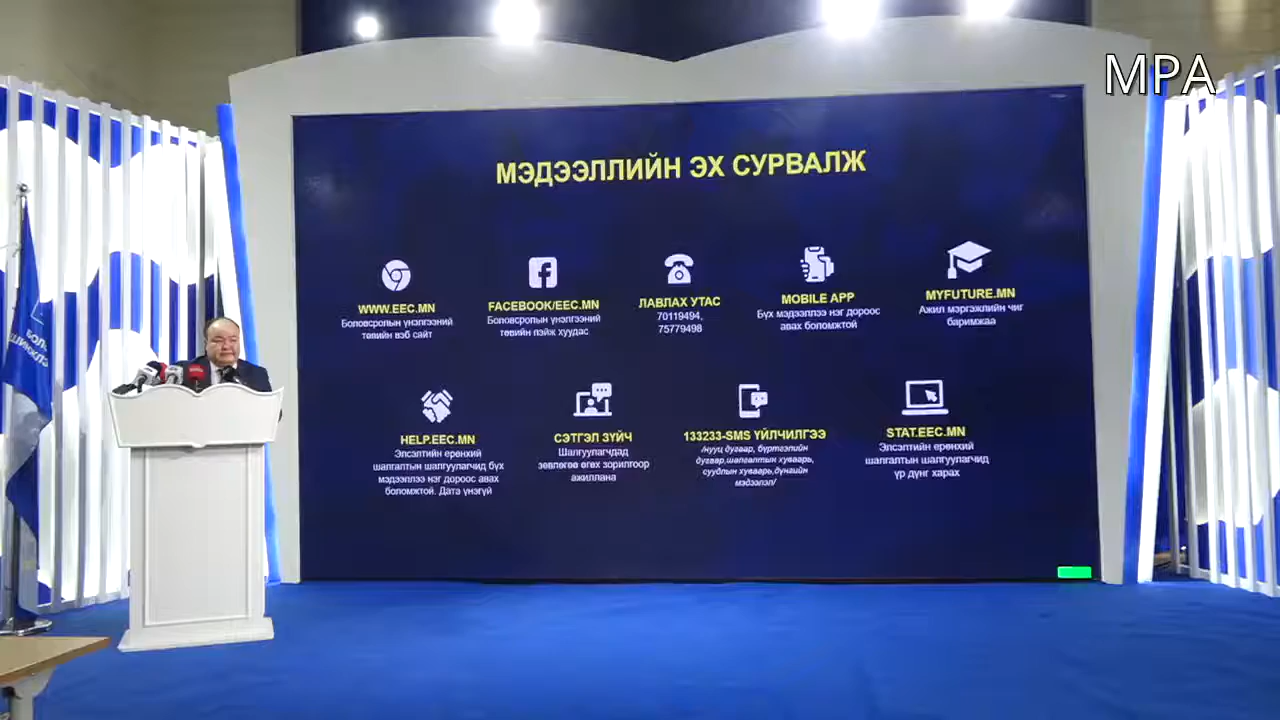 MPA
МЭДЭЭЛЛИЙН ЭХ СУРВАЛЖ
WWW.EEC.MN
Боловсролын үнэлгээний
төвийн вэб сайт
FACEBOOK/EEC.MN
Боловсролын үнэлгээний
төвийн пэйж хуудас
ЛАВЛАХ УТАС
70119494,
75779498
MOBILE APP
Бүх мэдээллээ нэг дороос
авах боломжтой
MYFUTURE.MN
Ажил мэргэжлийн чиг
баримжаа
HELP.EEC.MN
Элсэлтийн ерөнхий
шалгалтын шалгуулагчид бүх
мэдээллээ нэг дороос авах
боломжтой. Дата үнэгүй
СЭТГЭЛ ЗҮЙЧ
Шалгуулагчдад
зөвлөгөө өгөх зорилгоор
ажиллана
133233-SMS ҮЙЛЧИЛГЭЭ
/нууц дугаар, бүртгэлийн
дугаар,шалгалтын хуваарь,
суудлын хуваарь,дүнгийн
мэдээлэл/
STAT.EEC.MN
Элсэлтийн ерөнхий
шалгалтын шалгуулагчид
үр дүнг харах